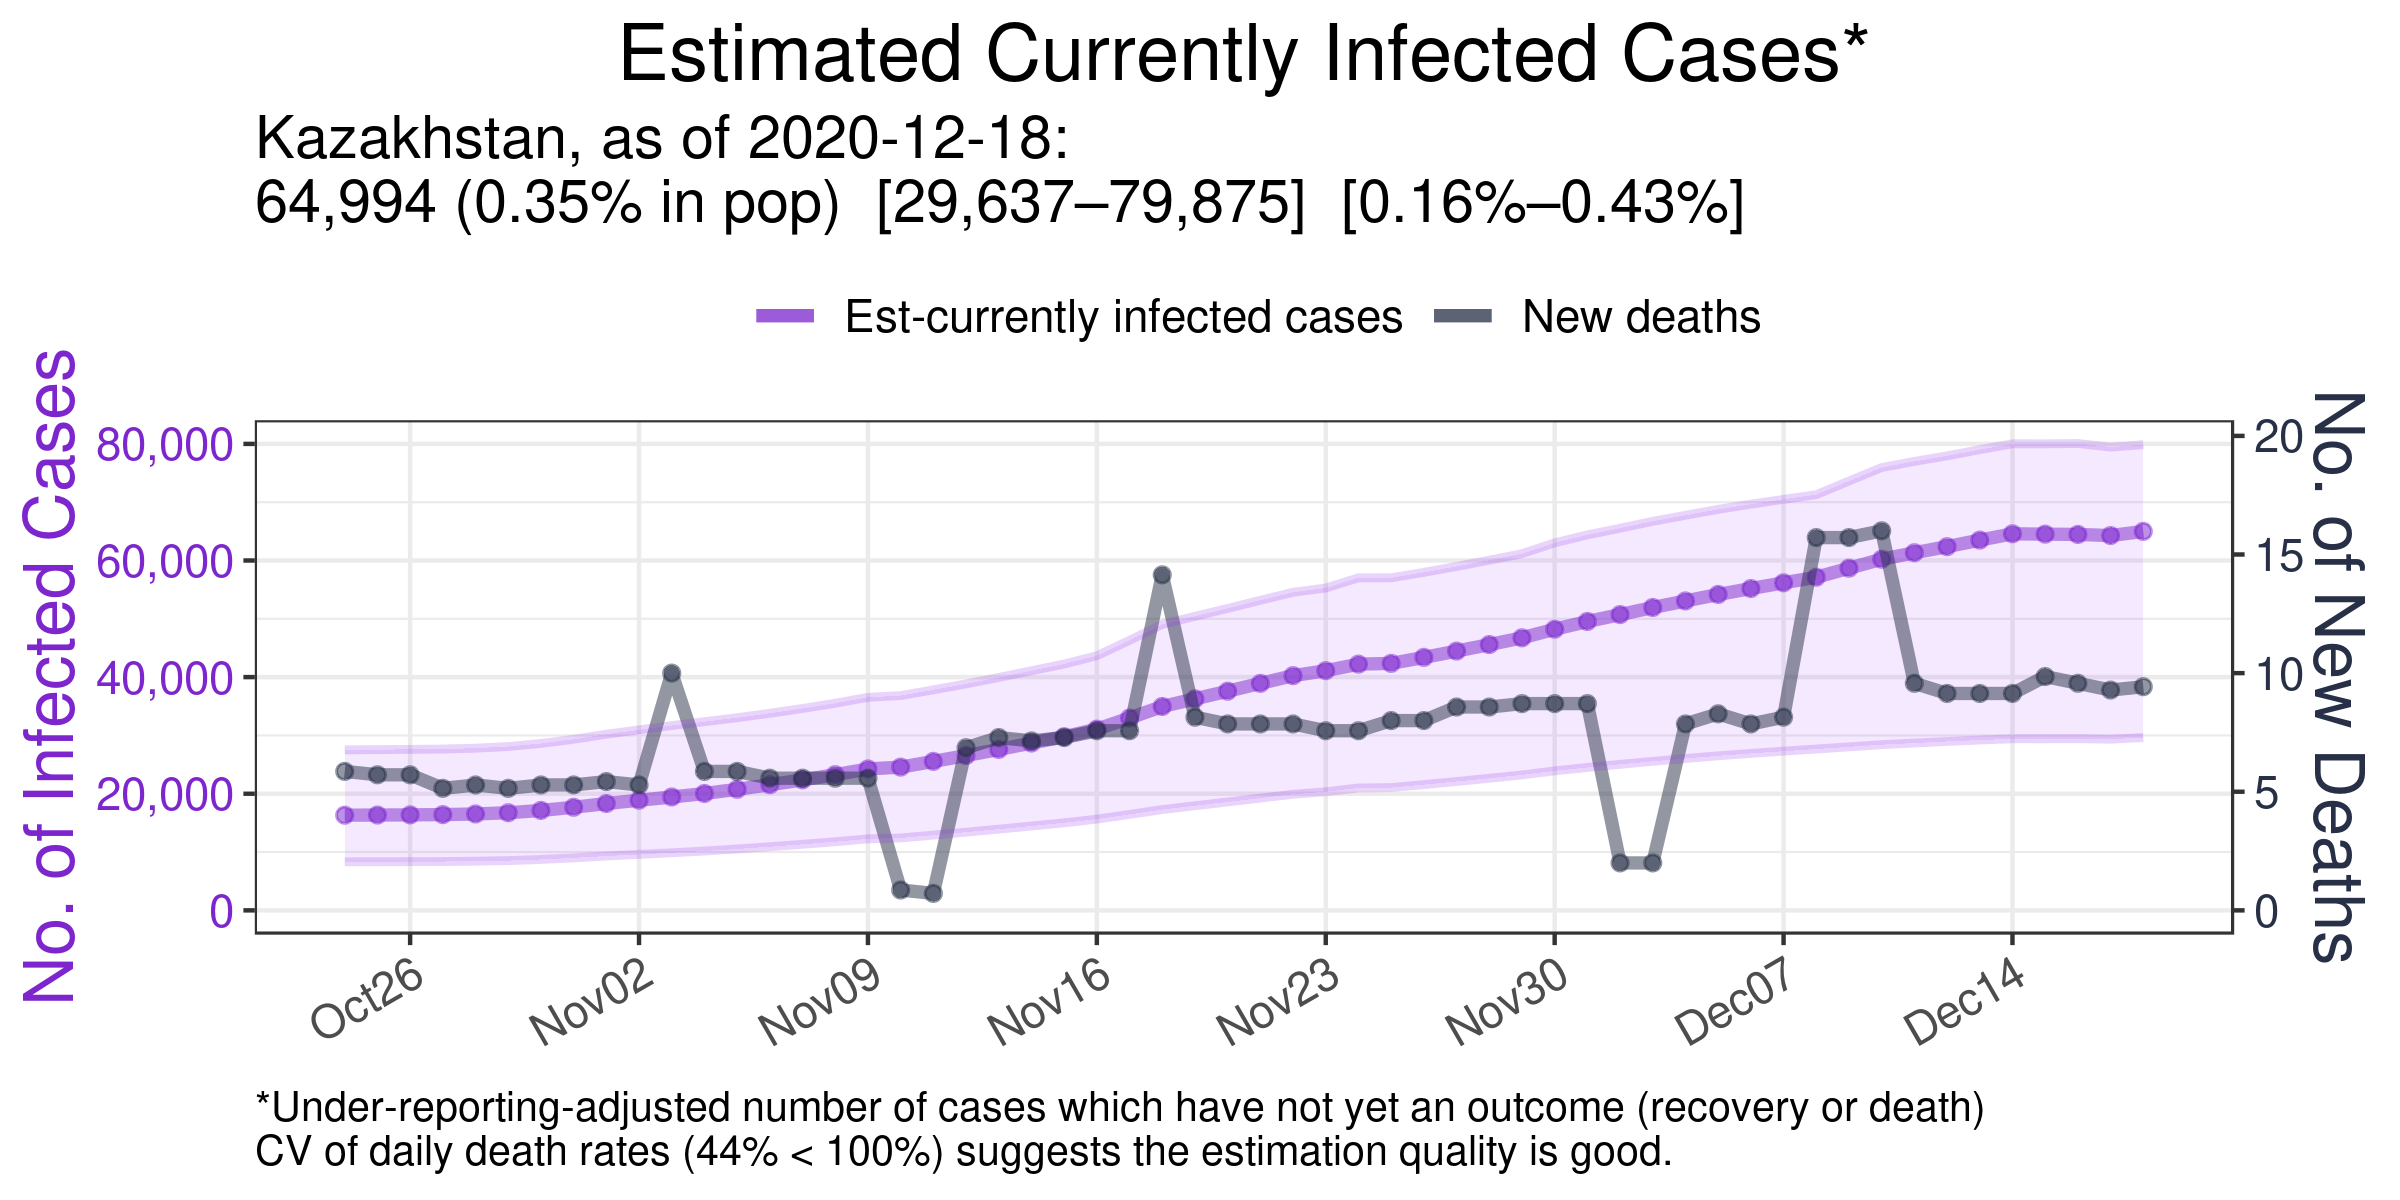 Estimated Currently Infected Cases*
Kazakhstan, as of 2020-12-18:
64,994 (0.35% in pop)  [29,637–79,875]  [0.16%–0.43%]
Est-currently infected cases
New deaths
No. of Infected Cases
80,000
60,000
40,000
20,000
0
20
15
10
5
0
No. of New Deaths
Oct26
Nov02
Nov09
Nov16
Nov23
Nov30
Dec07
Dec14
*Under-reporting-adjusted number of cases which have not yet an outcome (recovery or death)
CV of daily death rates (44% < 100%) suggests the estimation quality is good.